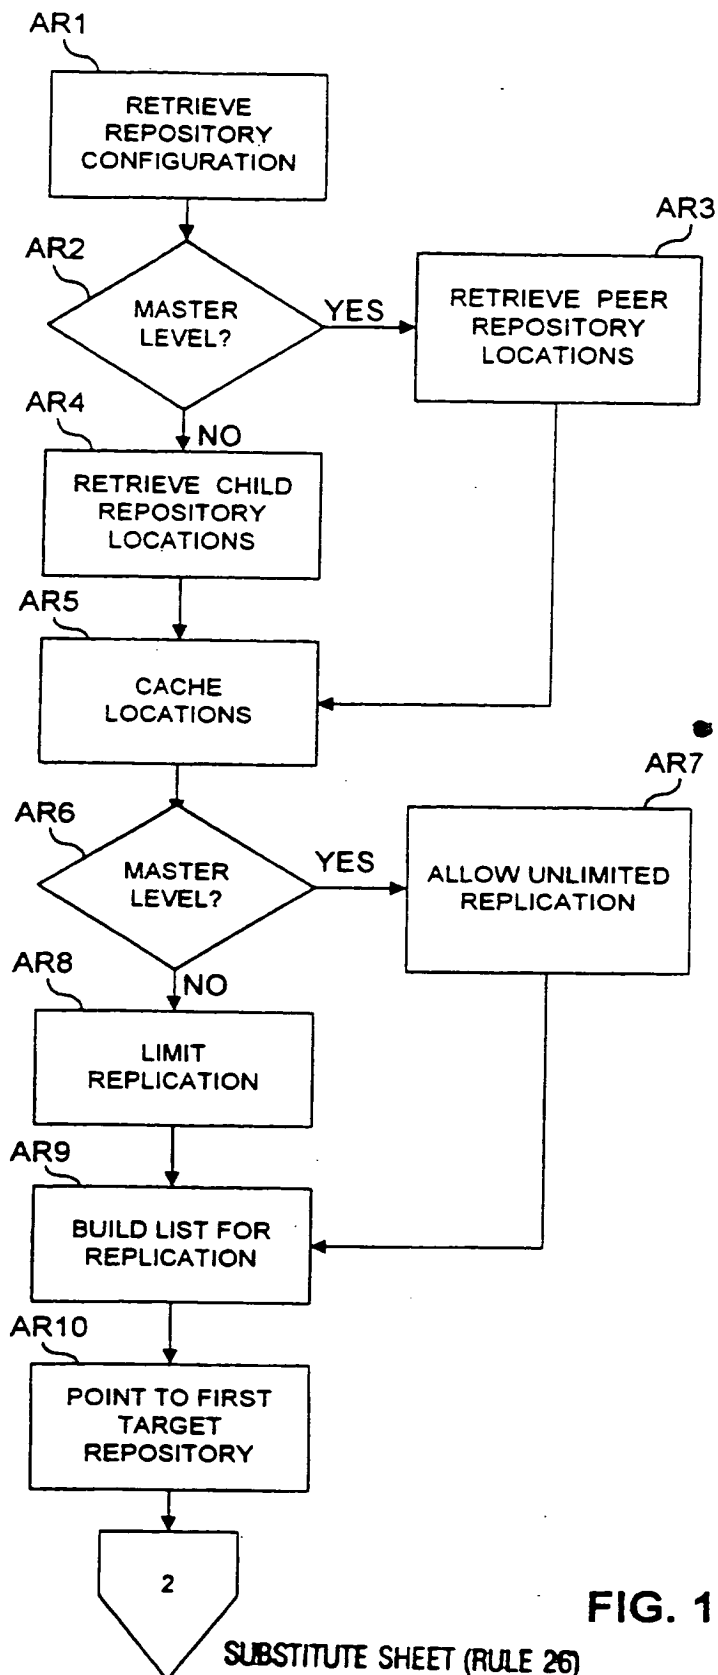 AR1
RETRIEVE
REPOSITORY
CONFIGURATION
AR2
MASTER
LEVEL?
YES
AR3
RETRIEVE PEER
REPOSITORY
LOCATIONS
NO
AR4
RETRIEVE CHILD
REPOSITORY
LOCATIONS
AR5
CACHE
LOCATIONS
AR6
MASTER
LEVEL?
YES
AR7
ALLOW UNLIMITED
REPLICATION
NO
AR8
LIMIT
REPLICATION
AR9
BUILD LIST FOR
REPLICATION
AR10
POINT TO FIRST
TARGET
REPOSITORY
2
FIG. 1
SUBSTITUTE SHEET (RULE 26)